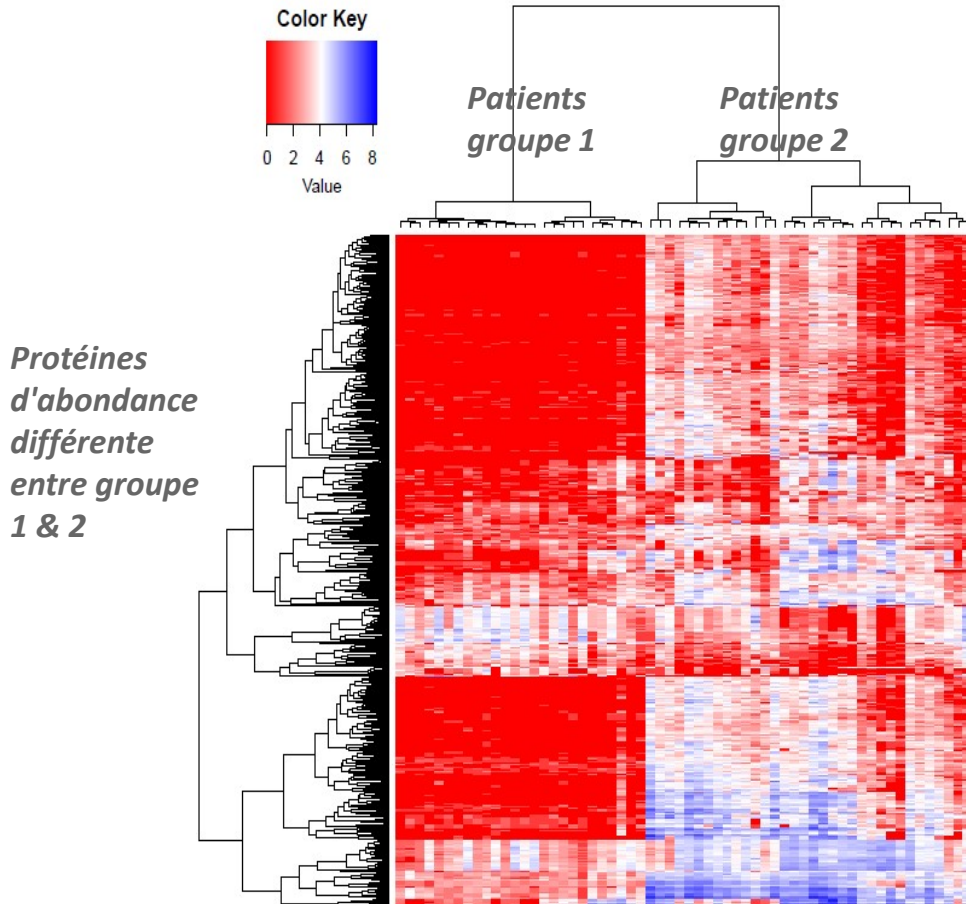 Color Key
0 2 4 6 8
Value
Patients
groupe 1
Patients
groupe 2
Protéines
d'abondance
différente
entre groupe
1 & 2